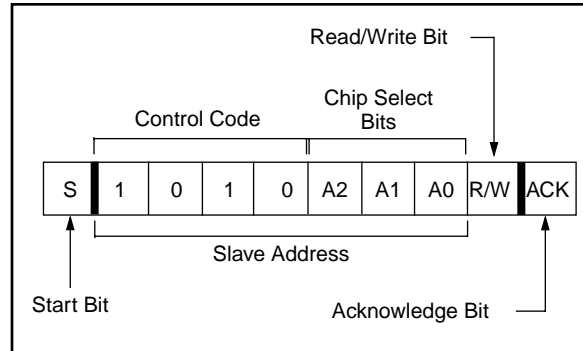 Read/Write Bit
Chip Select
Control Code
Bits
S 1 0 1 0 A2 A1 A0 R/W ACK
Slave Address
Start Bit
Acknowledge Bit